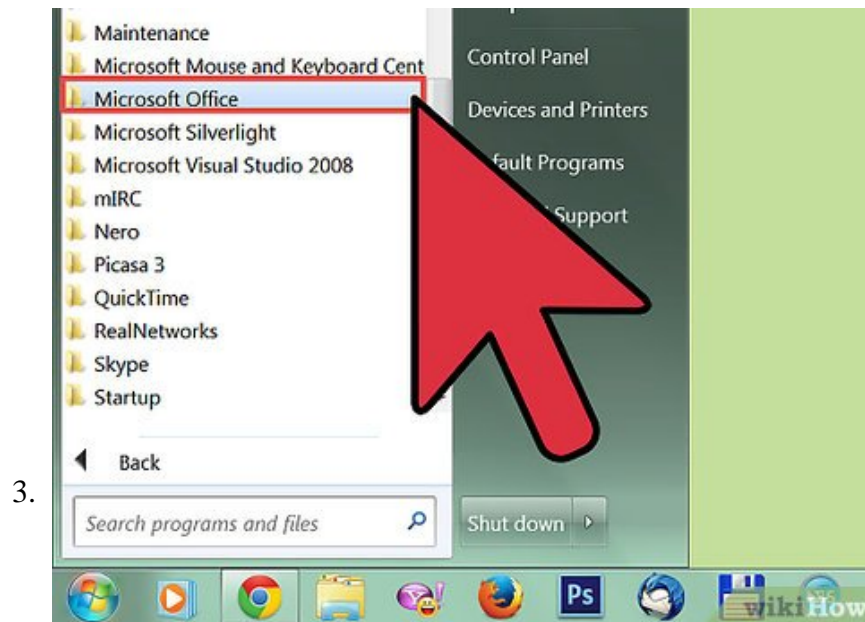 Maintenance
Microsoft Mouse and Keyboard Cent
Microsoft Office
Microsoft Silverlight
Microsoft Visual Studio 2008
mIRC
Nero
Picasa 3
QuickTime
RealNetworks
Skype
Startup
Back
Search programs and files
Control Panel
Devices and Printers
fault Programs
Support
Shut down
3.
Ps
wikiHow